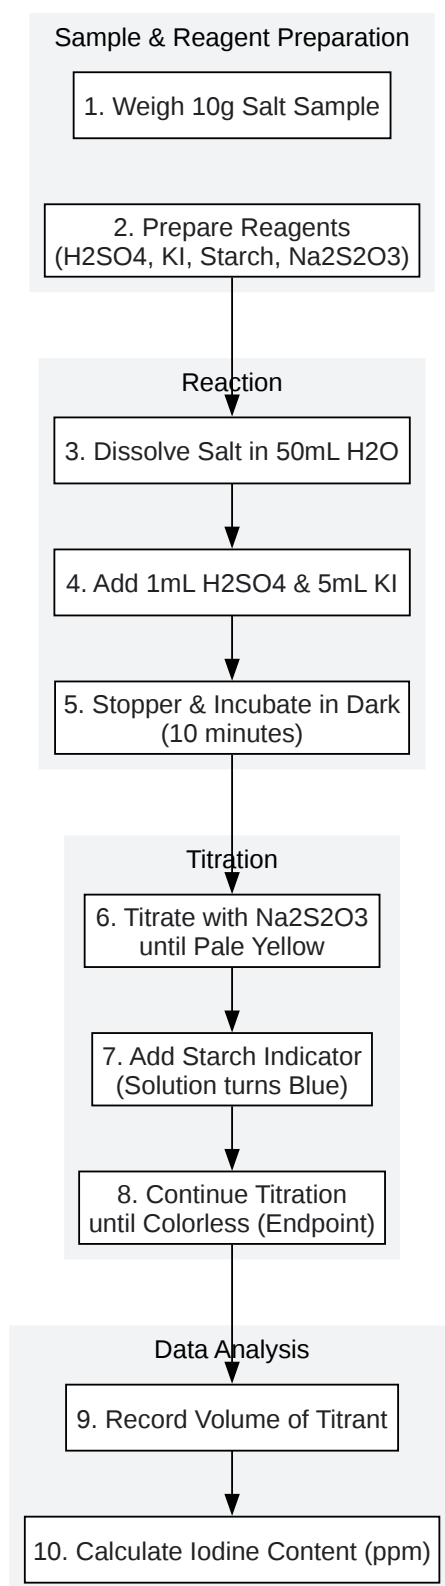 Sample & Reagent Preparation
1. Weigh 10g Salt Sample
2. Prepare Reagents
(H2SO4, KI, Starch, Na2S2O3)
Reaction
3. Dissolve Salt in 50mL H2O
4. Add 1mL H2SO4 & 5mL KI
5. Stopper & Incubate in Dark
(10 minutes)
Titration
6. Titrate with Na2S2O3
until Pale Yellow
7. Add Starch Indicator
(Solution turns Blue)
8. Continue Titration
until Colorless (Endpoint)
Data Analysis
9. Record Volume of Titrant
10. Calculate Iodine Content (ppm)